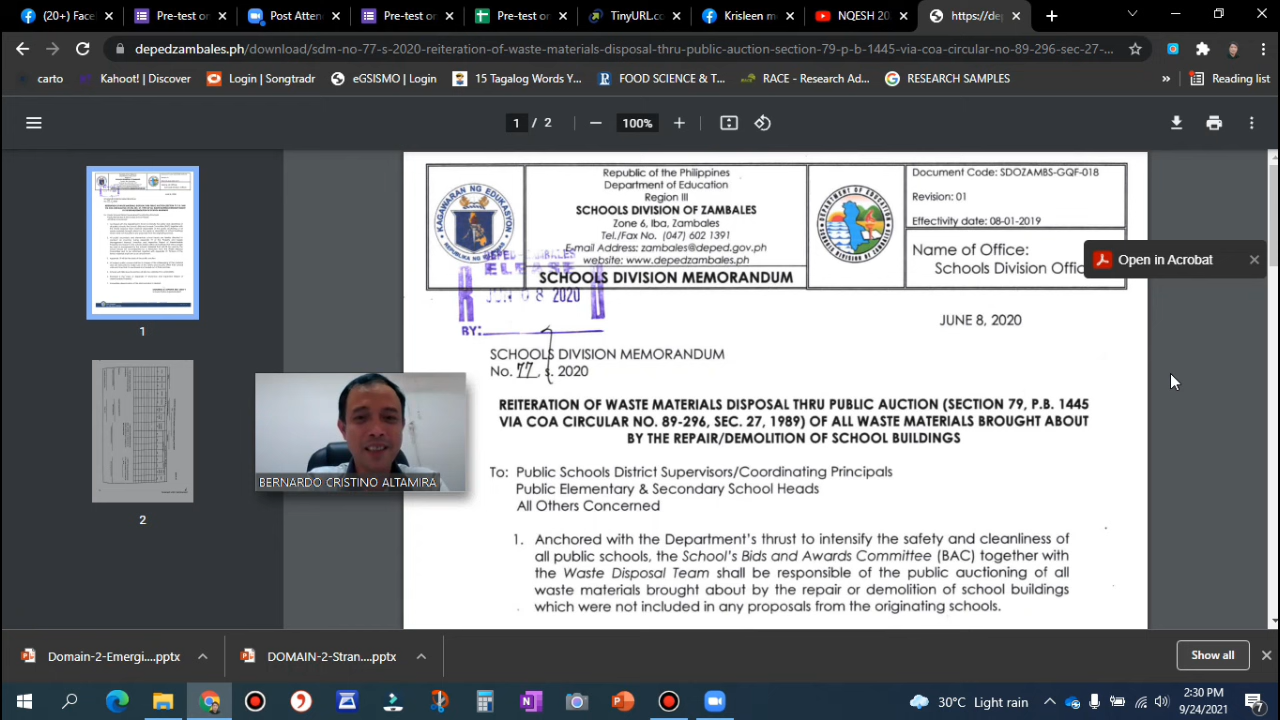 (20+) Face
Pre-test or
Post Atten
Pre-test or
Pre-test or
TinyURL.co
Krisleen m
NQESH 20
https://dep
depedzambales.ph/download/sdm-no-77-s-2020-reiteration-of-waste-materials-disposal-thru-public-auction-section-79-p-b-1445-via-coa-circular-no-89-296-sec-27-...
carto
Kahoot! | Discover
Login | Songtradr
eGSISMO | Login
15 Tagalog Words Y...
FOOD SCIENCE & T...
RACE - Research Ad...
RESEARCH SAMPLES
»
Reading list
1 / 2
100%
Republic of the Philippines
Department of Education
Region III
SCHOOLS DIVISION OF ZAMBALES
Zone 6, Iba, Zambales
Tel./Fax No. (047) 602 1391
E-mail Address: zambales@deped.gov.ph
website: www.depedzambales.ph
SCHOOLS DIVISION MEMORANDUM
KAGAWARAN NG EDUKASYON
Document Code: SDOZAMBS-GQF-018
Revision: 01
Effectivity date: 08-01-2019
Name of Office:
Schools Division Offic
Open in Acrobat
JUN 08 2020
BY:
JUNE 8, 2020
SCHOOLS DIVISION MEMORANDUM
No. 77 s. 2020
REITERATION OF WASTE MATERIALS DISPOSAL THRU PUBLIC AUCTION (SECTION 79, P.B. 1445
VIA COA CIRCULAR NO. 89-296, SEC. 27, 1989) OF ALL WASTE MATERIALS BROUGHT ABOUT
BY THE REPAIR/DEMOLITION OF SCHOOL BUILDINGS
To: Public Schools District Supervisors/Coordinating Principals
Public Elementary & Secondary School Heads
All Others Concerned
1. Anchored with the Department's thrust to intensify the safety and cleanliness of
all public schools, the School's Bids and Awards Committee (BAC) together with
the Waste Disposal Team shall be responsible of the public auctioning of all
waste materials brought about by the repair or demolition of school buildings
which were not included in any proposals from the originating schools.
1
2
BERNARDO CRISTINO ALTAMIRA
Domain-2-Emergi....pptx
DOMAIN-2-Stran....pptx
Show all
30°C Light rain
2:30 PM
9/24/2021